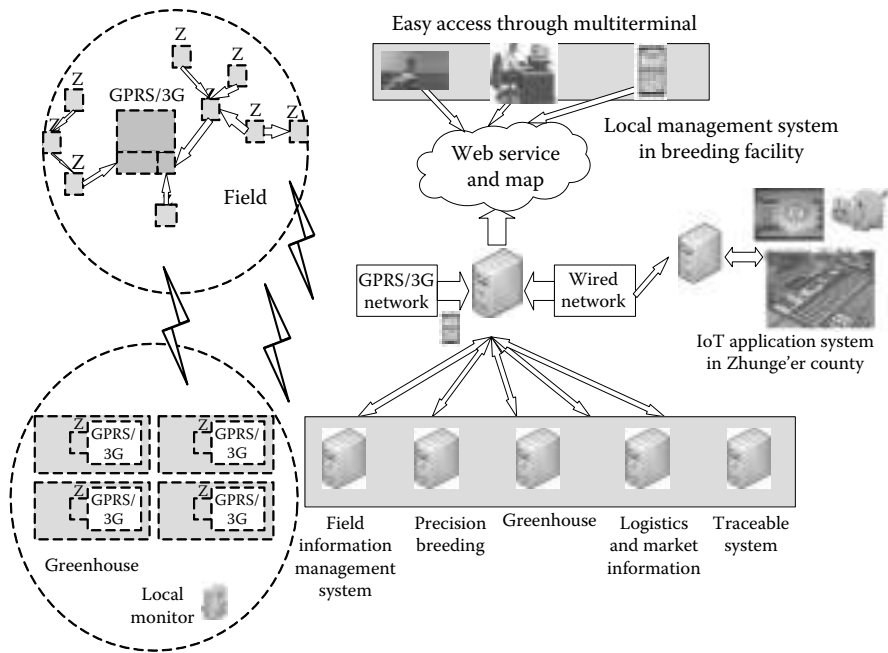 Easy access through multiterminal
Z
Z
Z
GPRS/3G
Z
Z
Z
Z
Z
Field
Web service
and map
Local management system
in breeding facility
GPRS/3G
network
Wired
network
IoT application system
in Zhunge'er county
Z
GPRS/
3G
Z
GPRS/
3G
Z
GPRS/
3G
Z
GPRS/
3G
Greenhouse
Local
monitor
Field
information
management
system
Precision
breeding
Greenhouse
Logistics
and market
information
Traceable
system